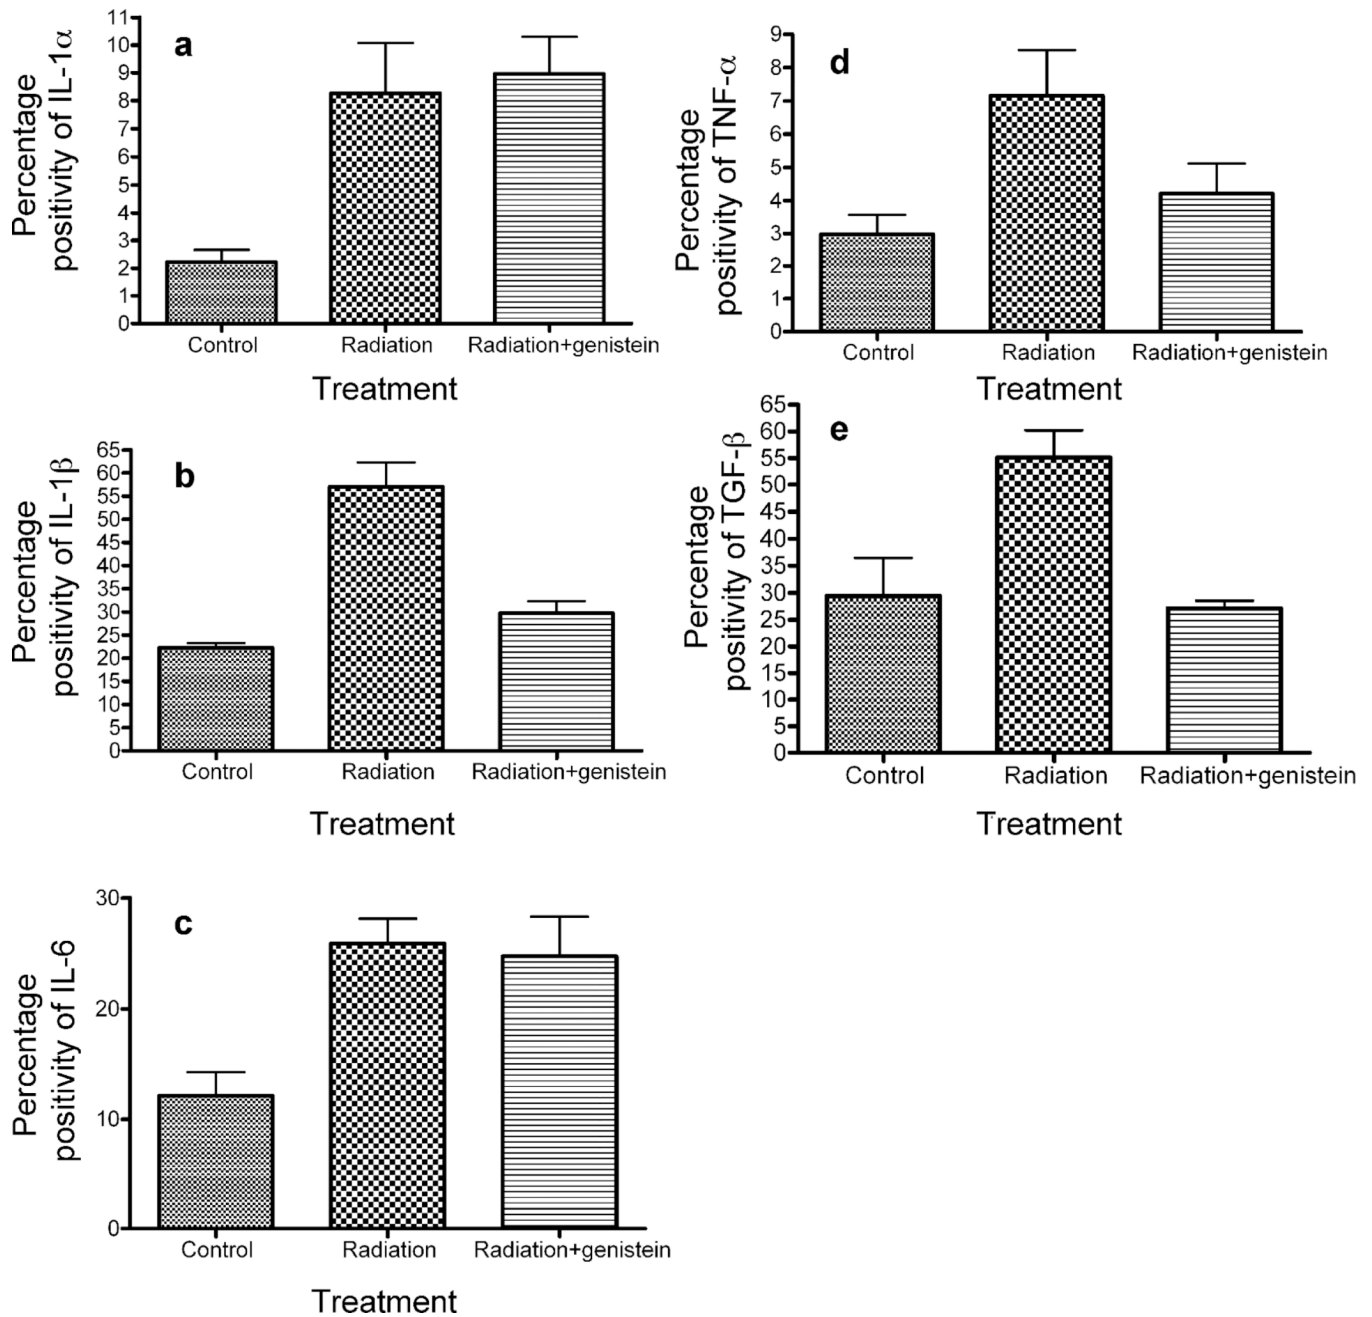 a
Percentage
positivity of IL-1α
11
10
9
8
7
6
5
4
3
2
1
0
Control Radiation Radiation+genistein
Treatment
b
Percentage
positivity of IL-1β
65
60
55
50
45
40
35
30
25
20
15
10
5
0
Control Radiation Radiation+genistein
Treatment
c
Percentage
positivity of IL-6
30
20
10
0
Control Radiation Radiation+genistein
Treatment
d
Percentage
positivity of TNF-α
9
8
7
6
5
4
3
2
1
0
Control Radiation Radiation+genistein
Treatment
e
Percentage
positivity of TGF-β
65
60
55
50
45
40
35
30
25
20
15
10
5
0
Control Radiation Radiation+genistein
Treatment